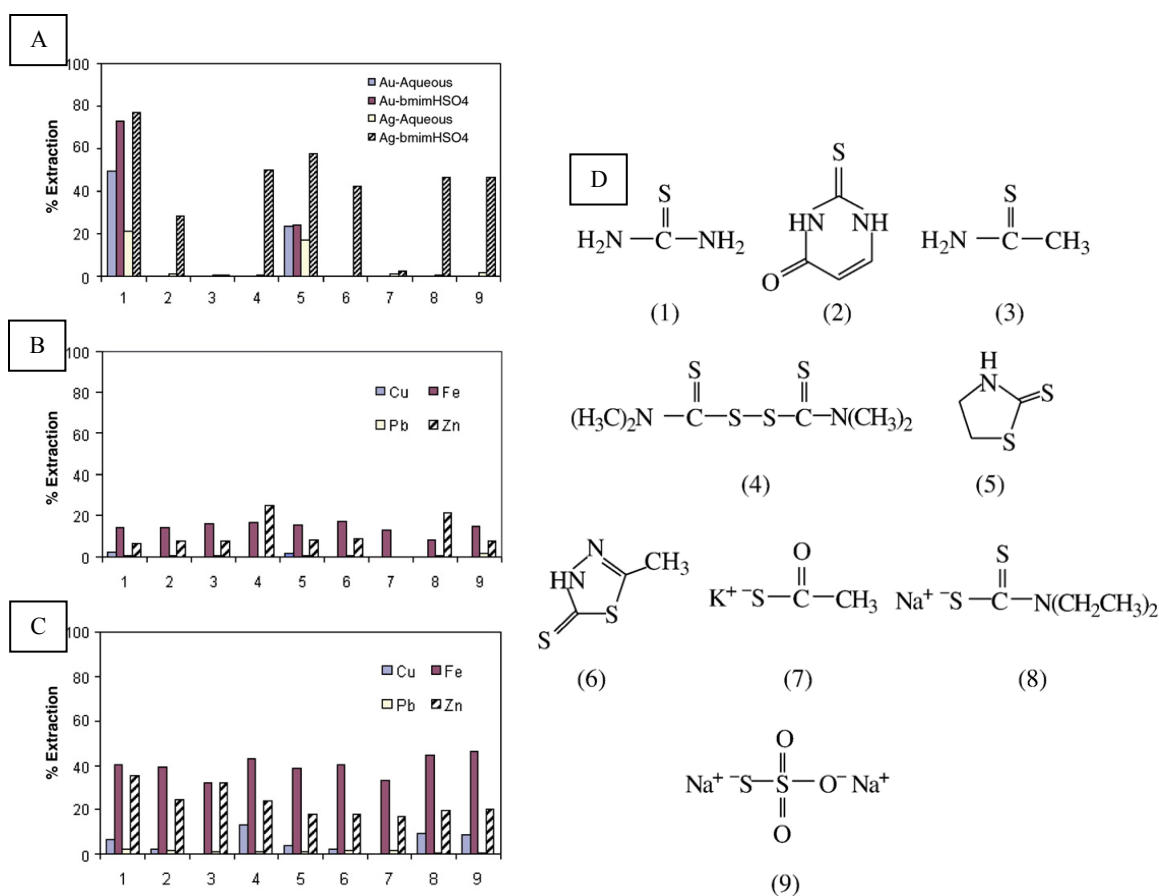 A
100
80
60
40
20
0
% Extraction
Au-Aqueous
Au-bmimHSO4
Ag-Aqueous
Ag-bmimHSO4
1 2 3 4 5 6 7 8 9
B
100
80
60
40
20
0
% Extraction
Cu Fe
Pb Zn
1 2 3 4 5 6 7 8 9
C
100
80
60
40
20
0
% Extraction
Cu Fe
Pb Zn
1 2 3 4 5 6 7 8 9
D
S
H₂N C NH₂
(1)
S
HN NH
O
(2)
S
H₂N C CH₃
(3)
S S
(H₃C)₂N C S S C N(CH₃)₂
(4)
H
N
S
S
(5)
N
HN CH₃
S
S
(6)
O
K⁺ ⁻S C CH₃
(7)
S
Na⁺ ⁻S C N(CH₂CH₃)₂
(8)
O
Na⁺ ⁻S S O⁻ Na⁺
O
(9)